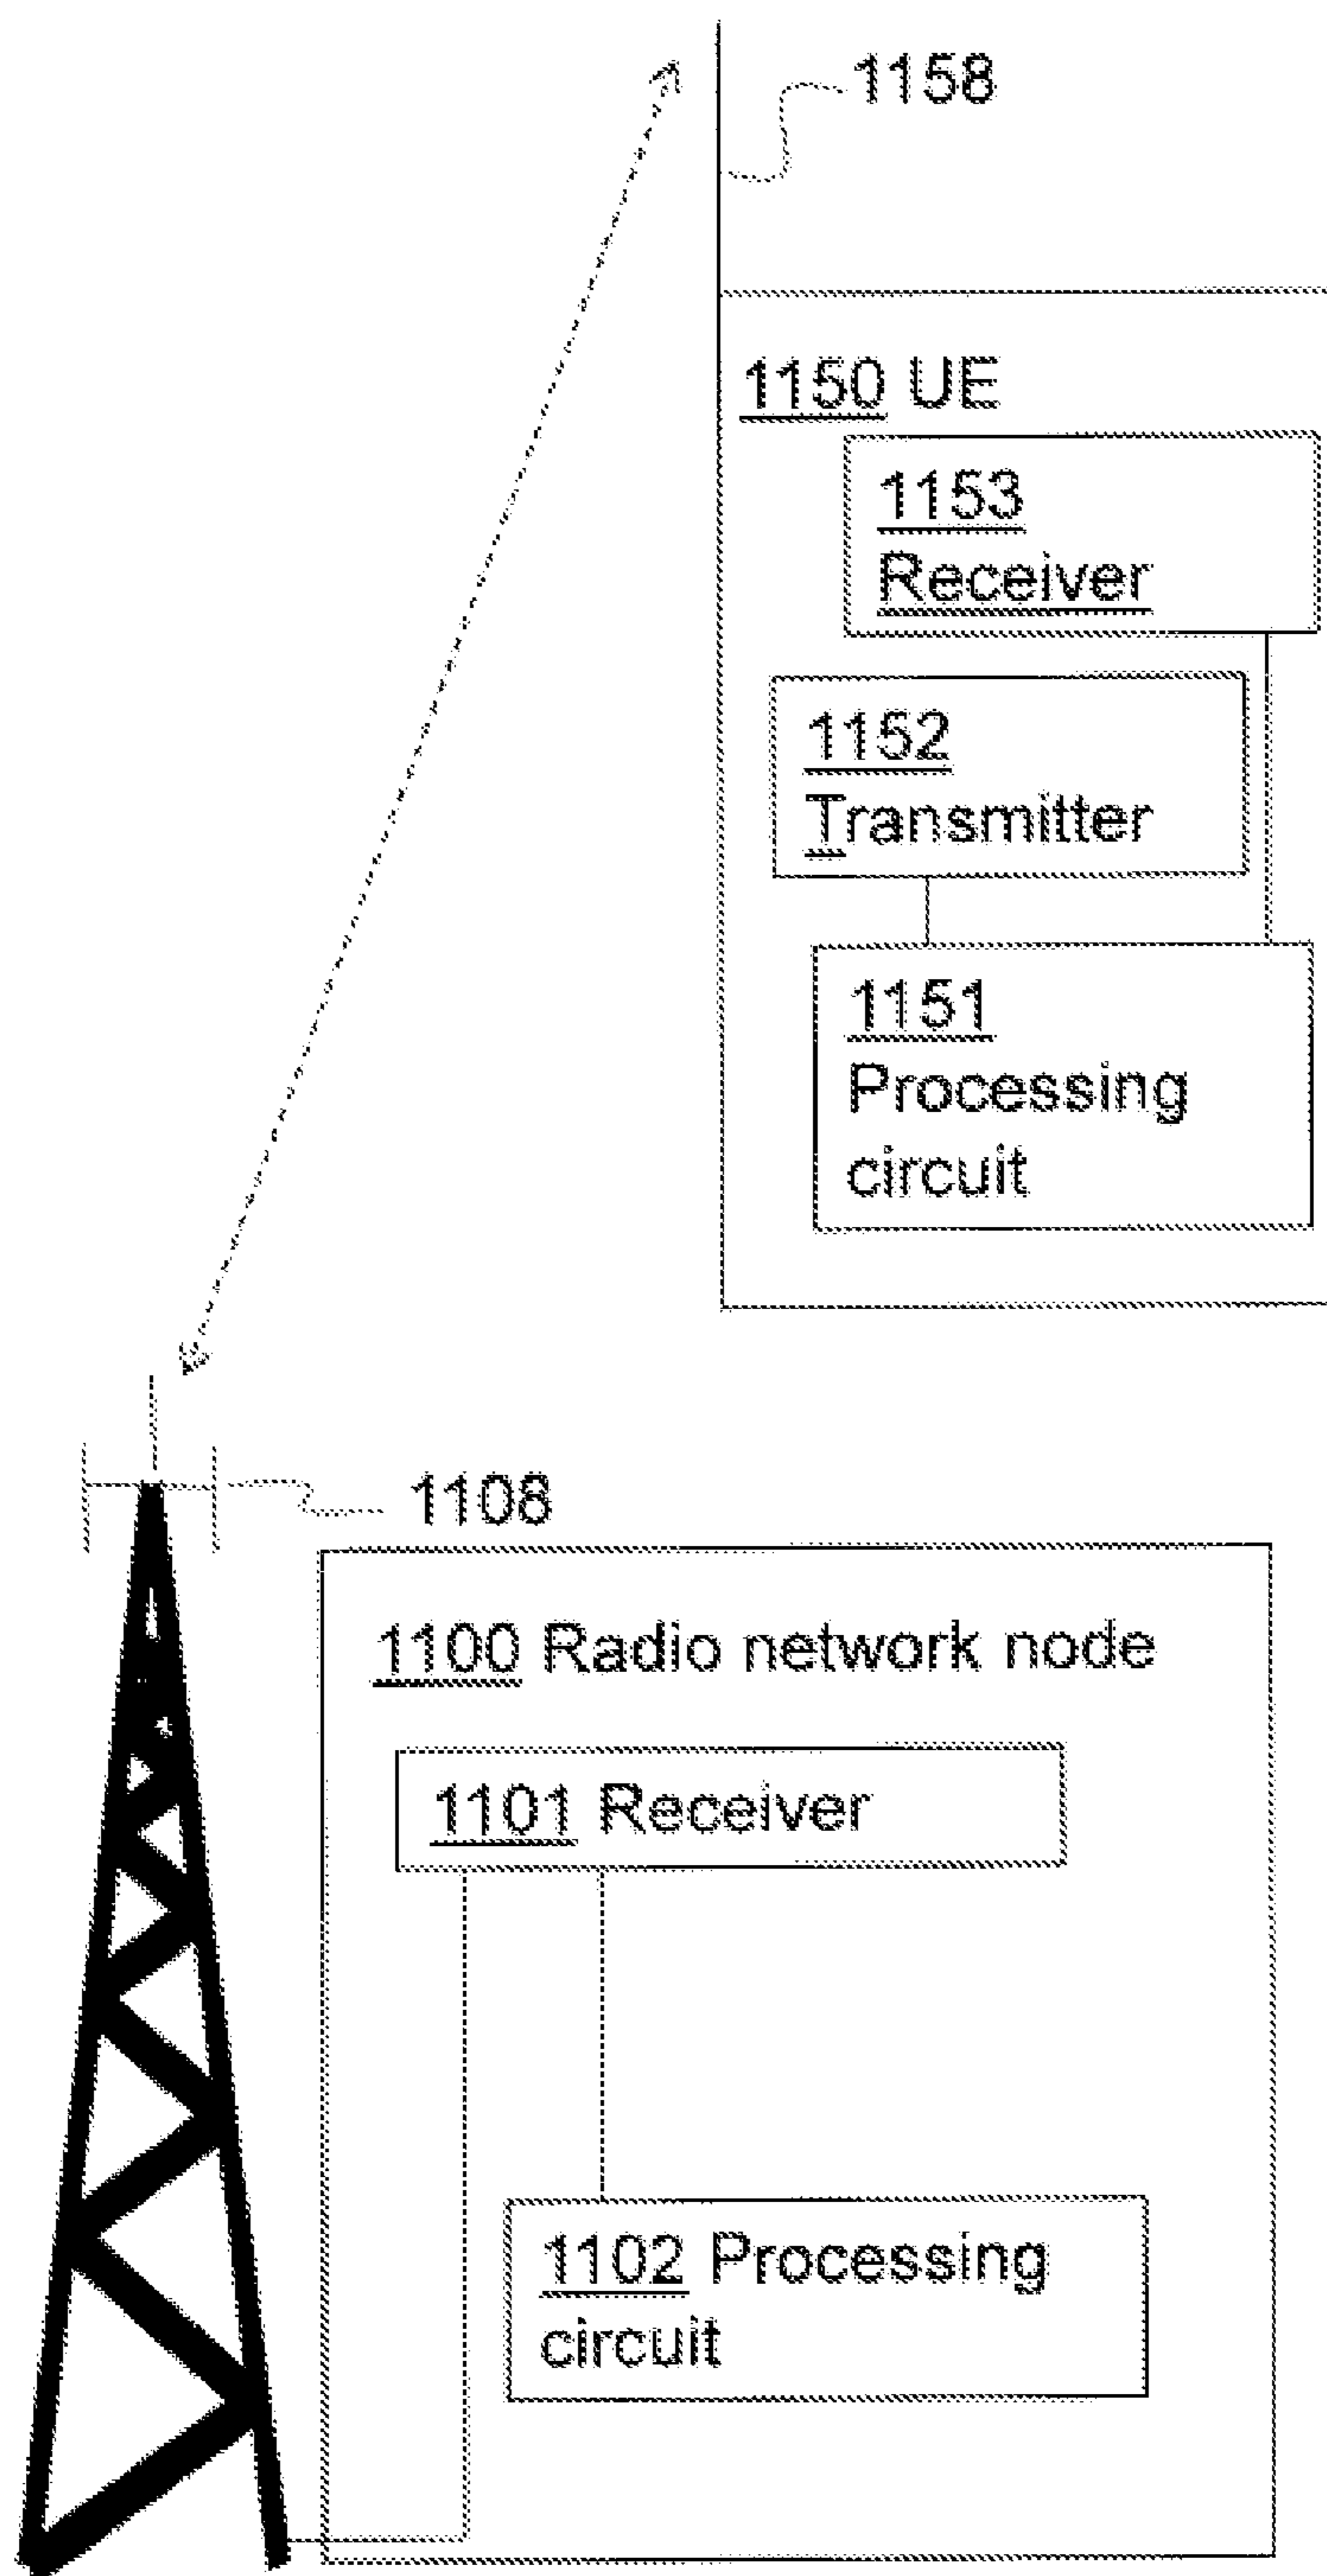 1158
1150 UE
1153
Receiver
1152
Transmitter
1151
Processing
circuit
1108
1100 Radio network node
1101 Receiver
1102 Processing
circuit